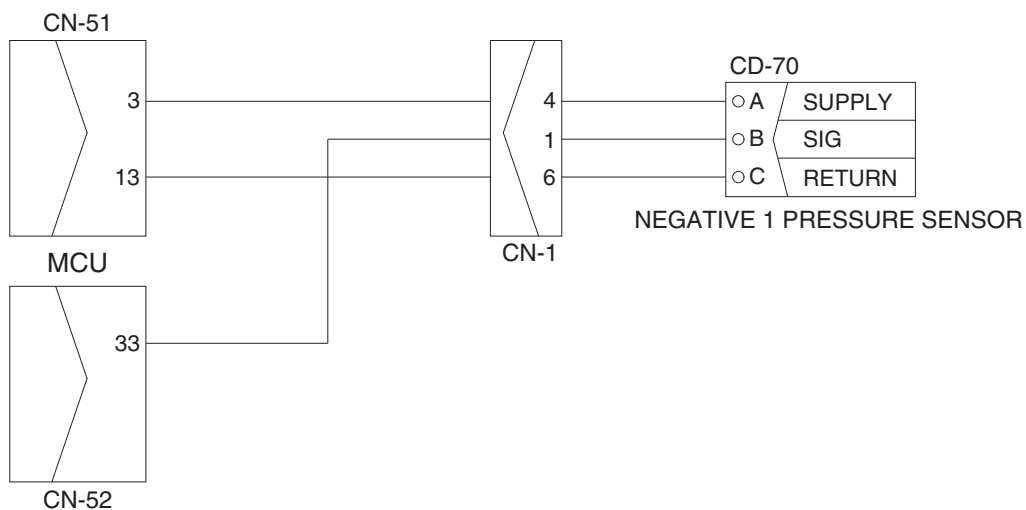 CN-51
3
13
MCU
33
CN-52
4
1
6
CN-1
CD-70
A SUPPLY
B SIG
C RETURN
NEGATIVE 1 PRESSURE SENSOR